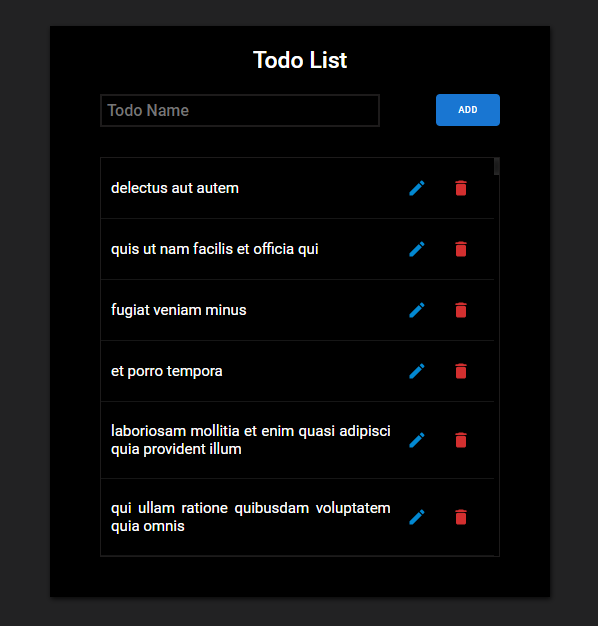 Todo List
Todo Name
ADD
delectus aut autem
quis ut nam facilis et officia qui
fugiat veniam minus
et porro tempora
laboriosam mollitia et enim quasi adipisci
quia provident illum
qui ullam ratione quibusdam voluptatem
quia omnis